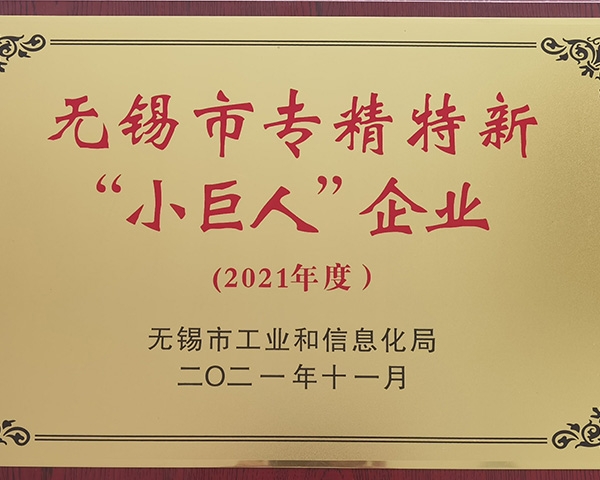 无锡市专精特新
“小巨人”企业
(2021年度)
无锡市工业和信息化局
二〇二一年十一月